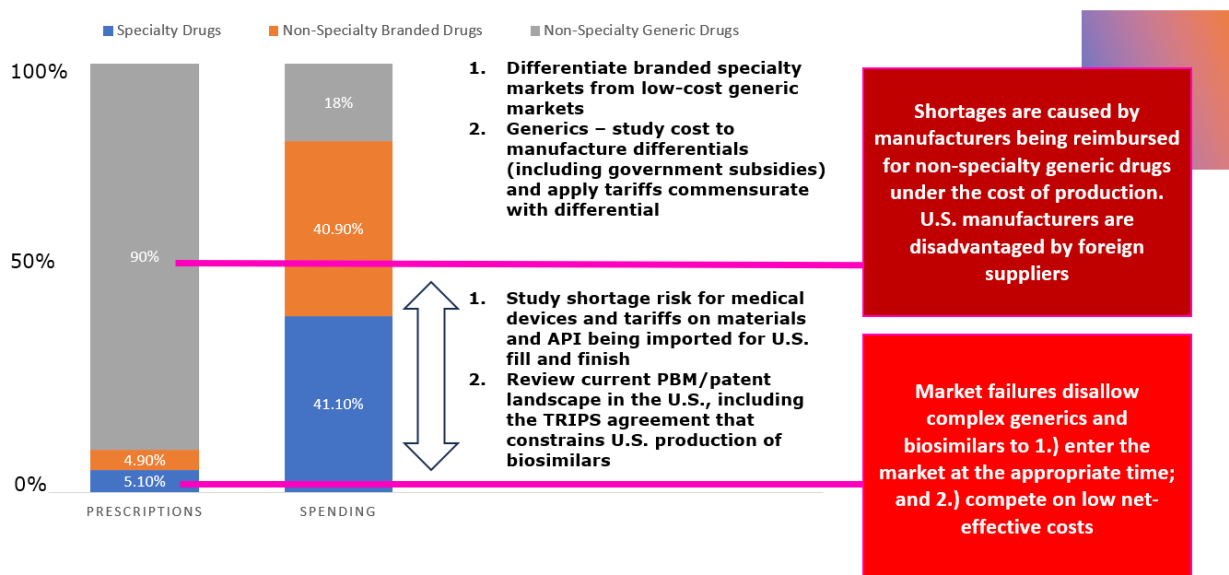 Specialty Drugs
Non-Specialty Branded Drugs
Non-Specialty Generic Drugs
100%
50%
0%
90%
4.90%
5.10%
PRESCRIPTIONS
18%
40.90%
41.10%
SPENDING
1. Differentiate branded specialty
markets from low-cost generic
markets
2. Generics – study cost to
manufacture differentials
(including government subsidies)
and apply tariffs commensurate
with differential
1. Study shortage risk for medical
devices and tariffs on materials
and API being imported for U.S.
fill and finish
2. Review current PBM/patent
landscape in the U.S., including
the TRIPS agreement that
constrains U.S. production of
biosimilars
Shortages are caused by
manufacturers being reimbursed
for non-specialty generic drugs
under the cost of production.
U.S. manufacturers are
disadvantaged by foreign
suppliers
Market failures disallow
complex generics and
biosimilars to 1.) enter the
market at the appropriate time;
and 2.) compete on low net-
effective costs